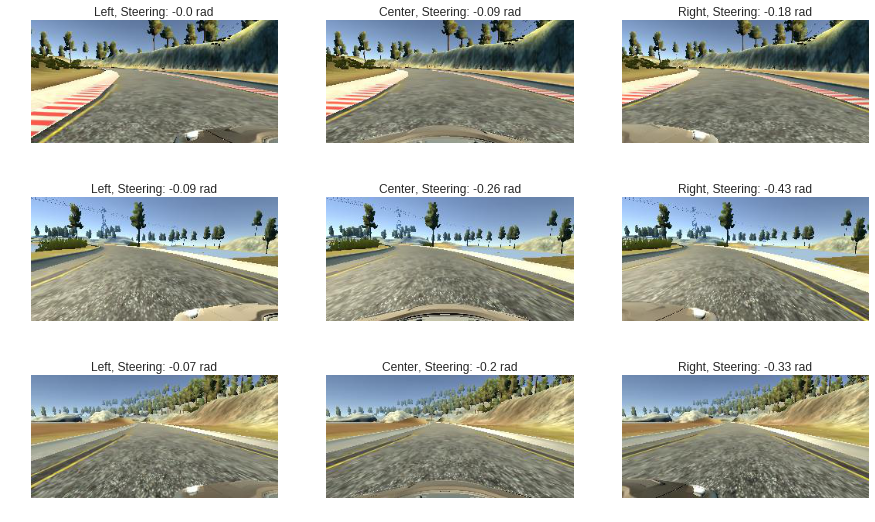 Left, Steering: -0.0 rad
Center, Steering: -0.09 rad
Right, Steering: -0.18 rad
Left, Steering: -0.09 rad
Center, Steering: -0.26 rad
Right, Steering: -0.43 rad
Left, Steering: -0.07 rad
Center, Steering: -0.2 rad
Right, Steering: -0.33 rad